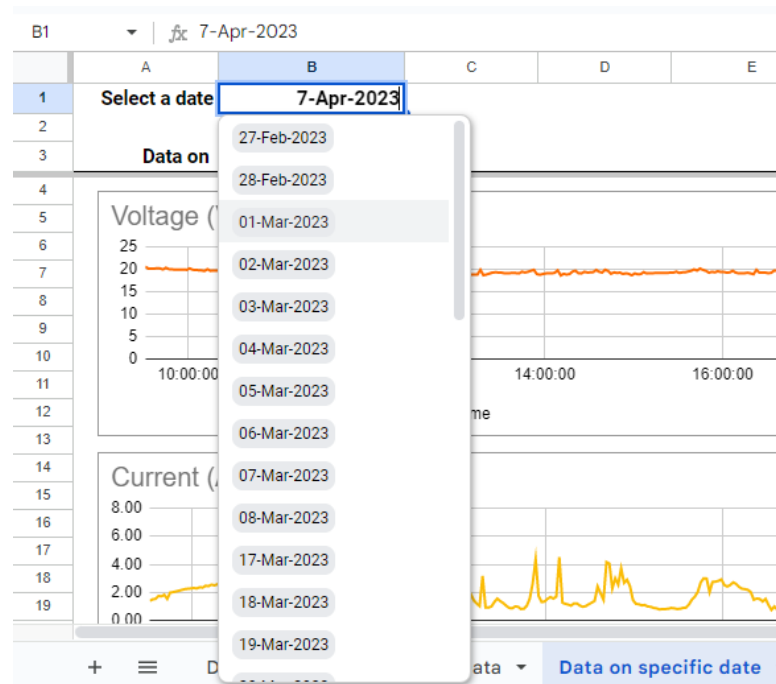 B1 fx 7-Apr-2023
A B C D E
1 Select a date 7-Apr-2023
2
3 Data on
27-Feb-2023
28-Feb-2023
01-Mar-2023
02-Mar-2023
03-Mar-2023
04-Mar-2023
05-Mar-2023
06-Mar-2023
07-Mar-2023
08-Mar-2023
17-Mar-2023
18-Mar-2023
19-Mar-2023
4
5 Voltage (
6 25
7 20
8 15
9 10
10 5
0
11 10:00:00 14:00:00 16:00:00
12 me
13
14 Current (
15 8.00
16 6.00
17 4.00
18 2.00
19 0.00
+ D ata Data on specific date